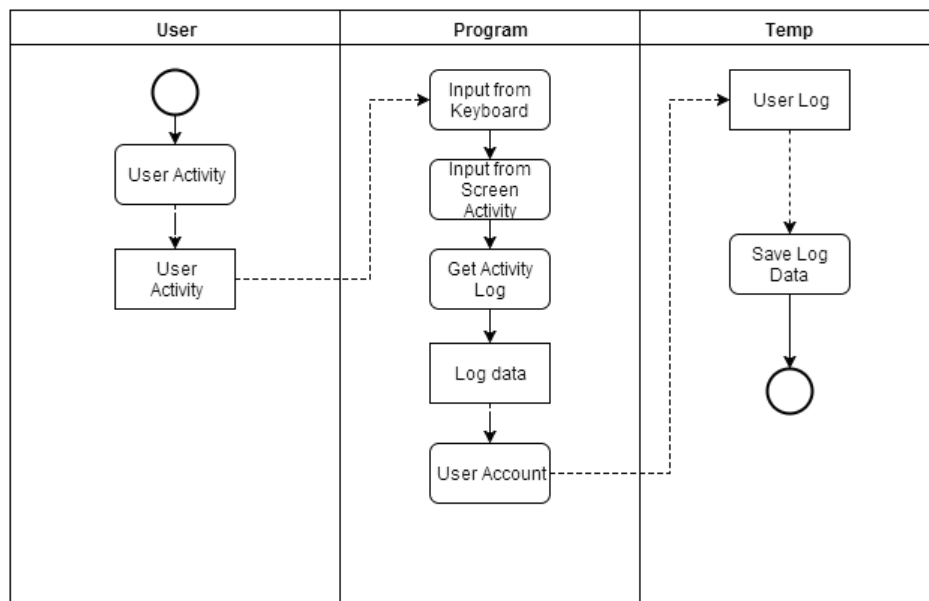 User
Program
Temp
User Activity
User
Activity
Input from
Keyboard
Input from
Screen
Activity
Get Activity
Log
Log data
User Account
User Log
Save Log
Data